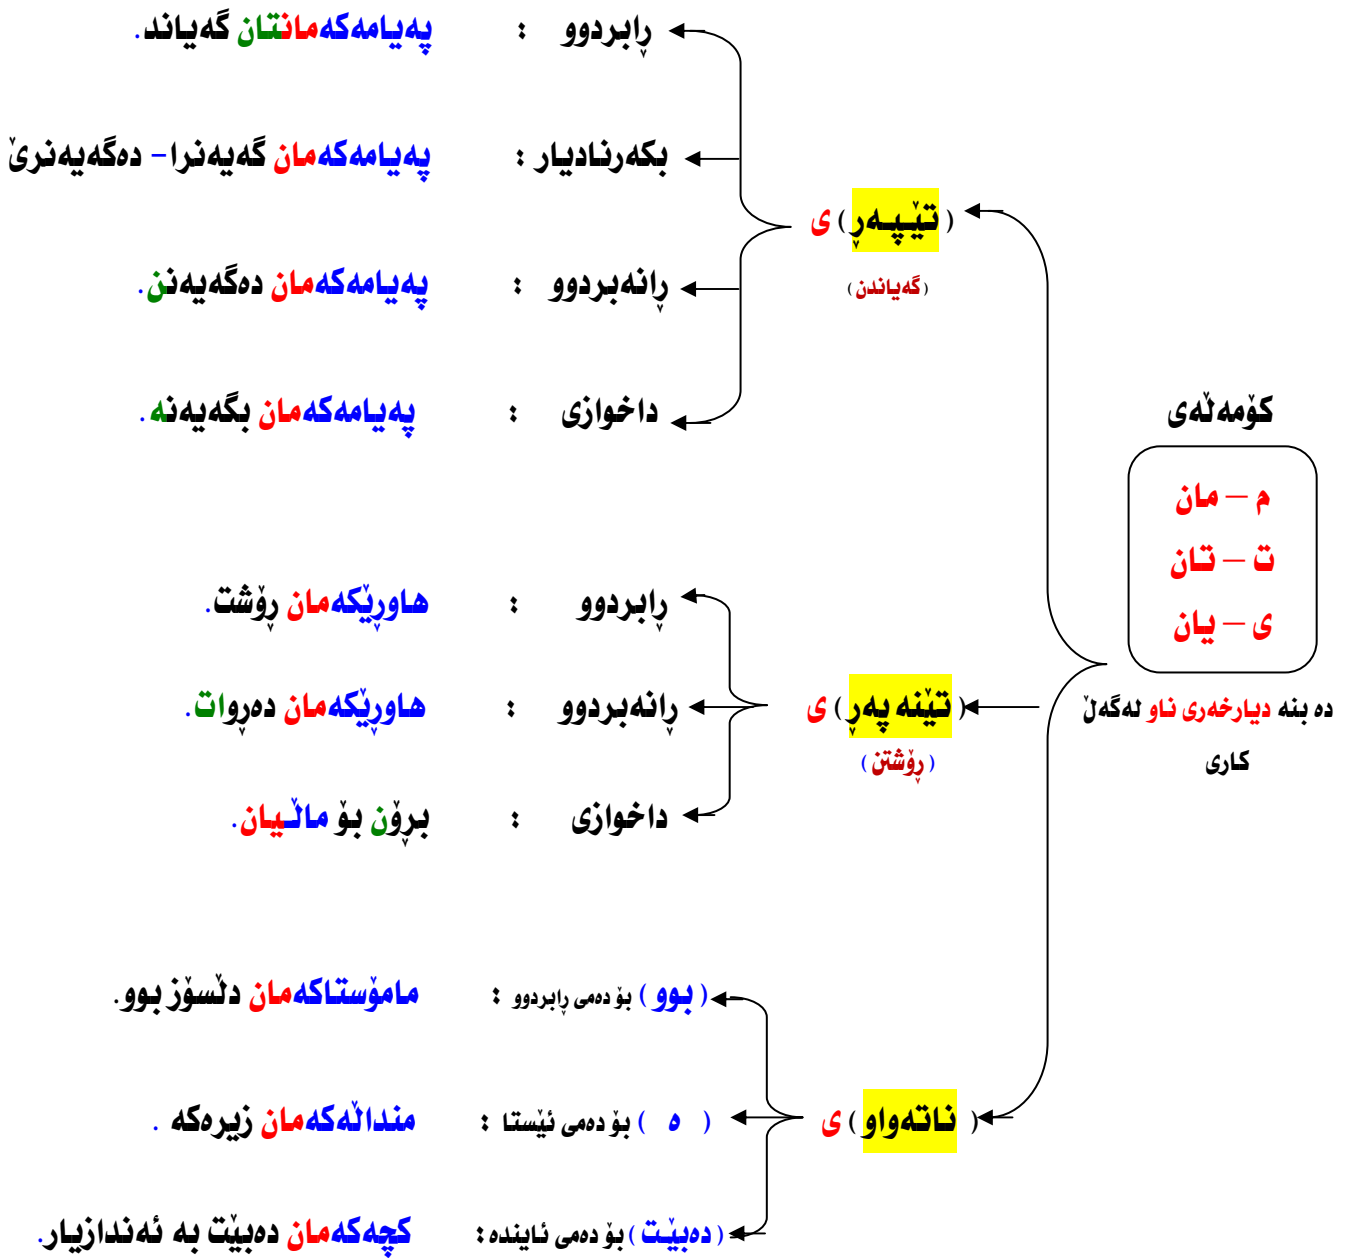 کۆمەڵەی
م – مان
ت – تان
ی – یان
دە بنە دیارخەری ناو لەگەڵ
کاری
( تێپەڕ ) ی
( گەیاندن )
ڕابردوو : پەیامەکەمانتان گەیاند.
بکەرنادیار : پەیامەکەمان گەیەنرا - دەگەیەنرێ
ڕانەبردوو : پەیامەکەمان دەگەیەنن.
داخوازی : پەیامەکەمان بگەیەنە.
( تێنە پەڕ ) ی
( ڕۆشتن )
ڕابردوو : هاوڕێکەمان ڕۆشت.
ڕانەبردوو : هاوڕێکەمان دەڕوات.
داخوازی : بڕۆن بۆ ماڵیان.
( ناتەواو ) ی
( بوو ) بۆ دەمی ڕابردوو : مامۆستاکەمان دڵسۆز بوو.
( ە ) بۆ دەمی ئێستا : منداڵەکەمان زیرەکە .
( دەبێت ) بۆ دەمی ئایندە : کچەکەمان دەبێت بە ئەندازیار.